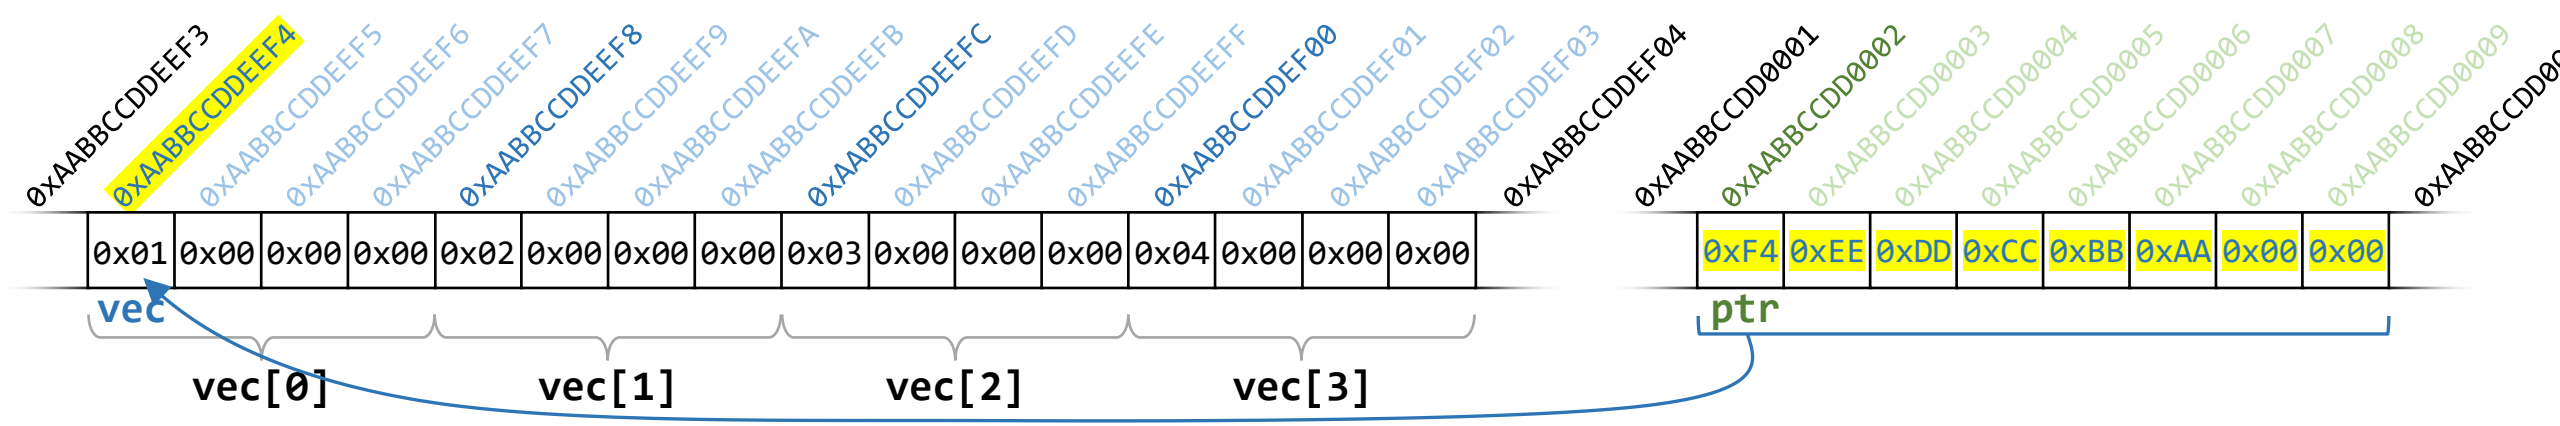 0xAABBCCDDEEF3 0xAABBCCDDEEF4 0xAABBCCDDEEF5 0xAABBCCDDEEF6 0xAABBCCDDEEF7 0xAABBCCDDEEF8 0xAABBCCDDEEF9 0xAABBCCDDEEFA 0xAABBCCDDEEFB 0xAABBCCDDEEFC 0xAABBCCDDEEFD 0xAABBCCDDEEFE 0xAABBCCDDEEFF 0xAABBCCDDEF00 0xAABBCCDDEF01 0xAABBCCDDEF02 0xAABBCCDDEF03 0xAABBCCDDEF04 0xAABBCCDD0001 0xAABBCCDD0002 0xAABBCCDD0003 0xAABBCCDD0004 0xAABBCCDD0005 0xAABBCCDD0006 0xAABBCCDD0007 0xAABBCCDD0008 0xAABBCCDD0009
0x01 0x00 0x00 0x00 0x02 0x00 0x00 0x00 0x03 0x00 0x00 0x00 0x04 0x00 0x00 0x00 0xF4 0xEE 0xDD 0xCC 0xBB 0xAA 0x00 0x00
vec ptr
vec[0] vec[1] vec[2] vec[3]